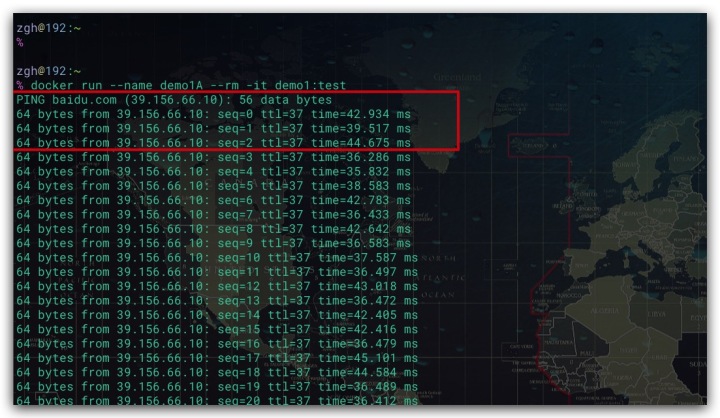 zgh@192:~
%
zgh@192:~
% docker run --name demo1A --rm -it demo1:test
PING baidu.com (39.156.66.10): 56 data bytes
64 bytes from 39.156.66.10: seq=0 ttl=37 time=42.934 ms
64 bytes from 39.156.66.10: seq=1 ttl=37 time=39.517 ms
64 bytes from 39.156.66.10: seq=2 ttl=37 time=44.675 ms
64 bytes from 39.156.66.10: seq=3 ttl=37 time=36.286 ms
64 bytes from 39.156.66.10: seq=4 ttl=37 time=35.832 ms
64 bytes from 39.156.66.10: seq=5 ttl=37 time=38.583 ms
64 bytes from 39.156.66.10: seq=6 ttl=37 time=42.783 ms
64 bytes from 39.156.66.10: seq=7 ttl=37 time=36.433 ms
64 bytes from 39.156.66.10: seq=8 ttl=37 time=42.642 ms
64 bytes from 39.156.66.10: seq=9 ttl=37 time=36.583 ms
64 bytes from 39.156.66.10: seq=10 ttl=37 time=37.587 ms
64 bytes from 39.156.66.10: seq=11 ttl=37 time=36.497 ms
64 bytes from 39.156.66.10: seq=12 ttl=37 time=43.018 ms
64 bytes from 39.156.66.10: seq=13 ttl=37 time=36.472 ms
64 bytes from 39.156.66.10: seq=14 ttl=37 time=42.405 ms
64 bytes from 39.156.66.10: seq=15 ttl=37 time=42.416 ms
64 bytes from 39.156.66.10: seq=16 ttl=37 time=36.479 ms
64 bytes from 39.156.66.10: seq=17 ttl=37 time=45.101 ms
64 bytes from 39.156.66.10: seq=18 ttl=37 time=44.584 ms
64 bytes from 39.156.66.10: seq=19 ttl=37 time=36.489 ms
64 bytes from 39.156.66.10: seq=20 ttl=37 time=36.412 ms
Greenland
NORTH
ATLANTIC
OCEAN
ALGERIA
LIBYA